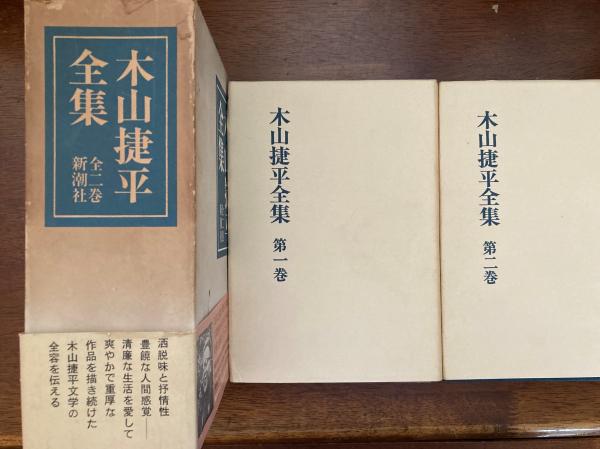 木山捷平
全集
全二巻
新潮社
洒脱味と抒情性
豊饒な人間感覚──
清廉な生活を愛して
爽やかで重厚な
作品を描き続けた
木山捷平文学の
全容を伝える
全集
木山捷平全集 第一巻
木山捷平全集 第二巻